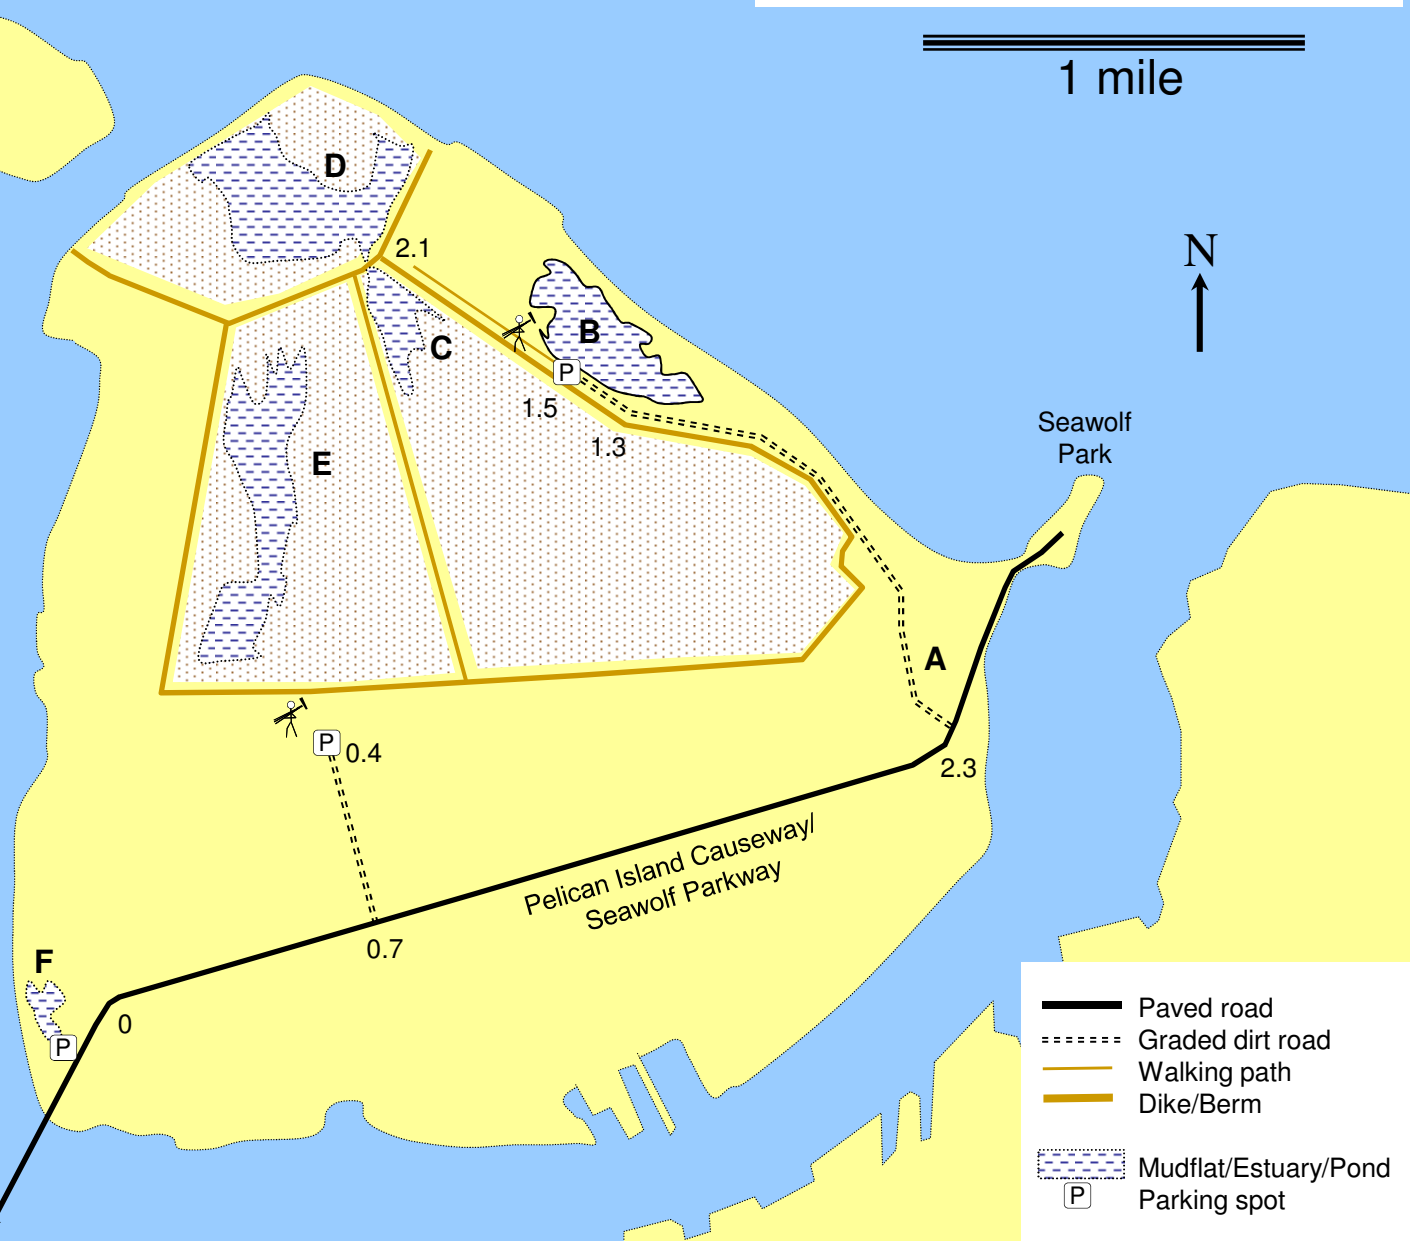 1 mile
D
N
2.1
B
C
P
1.5
Seawolf
Park
1.3
E
A
P
0.4
2.3
Pelican Island Causeway/
Seawolf Parkway
0.7
F
0
P
Paved road
Graded dirt road
Walking path
Dike/Berm
Mudflat/Estuary/Pond
P
Parking spot